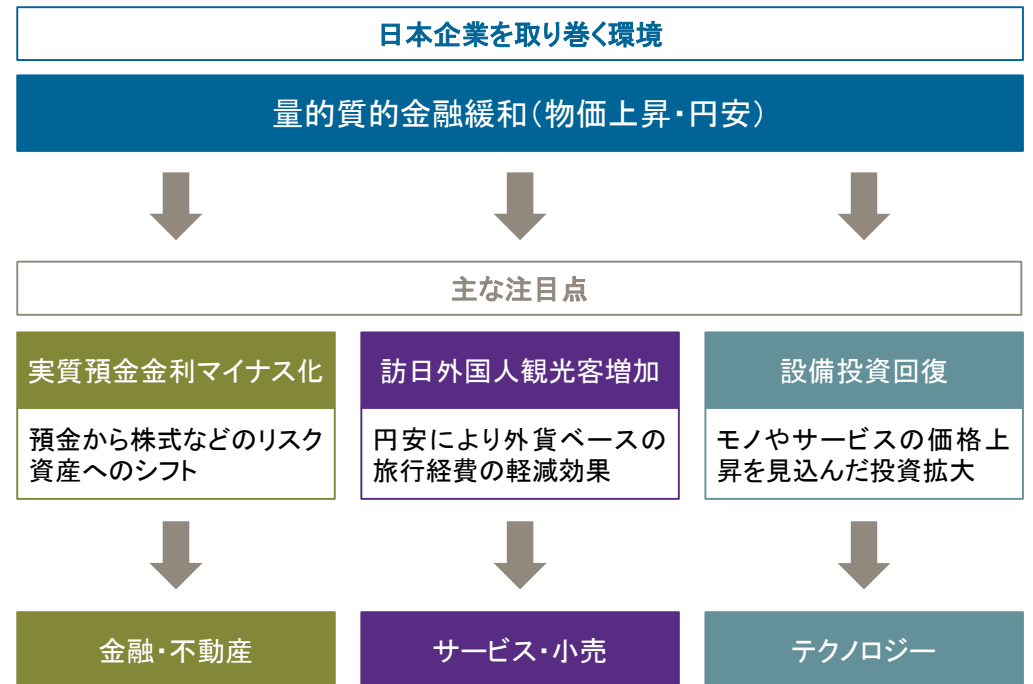 日本企業を取り巻く環境
量的質的金融緩和（物価上昇・円安）
主な注目点
実質預金金利マイナス化
預金から株式などのリスク
資産へのシフト
訪日外国人観光客増加
円安により外貨ベースの
旅行経費の軽減効果
設備投資回復
モノやサービスの価格上
昇を見込んだ投資拡大
金融・不動産
サービス・小売
テクノロジー